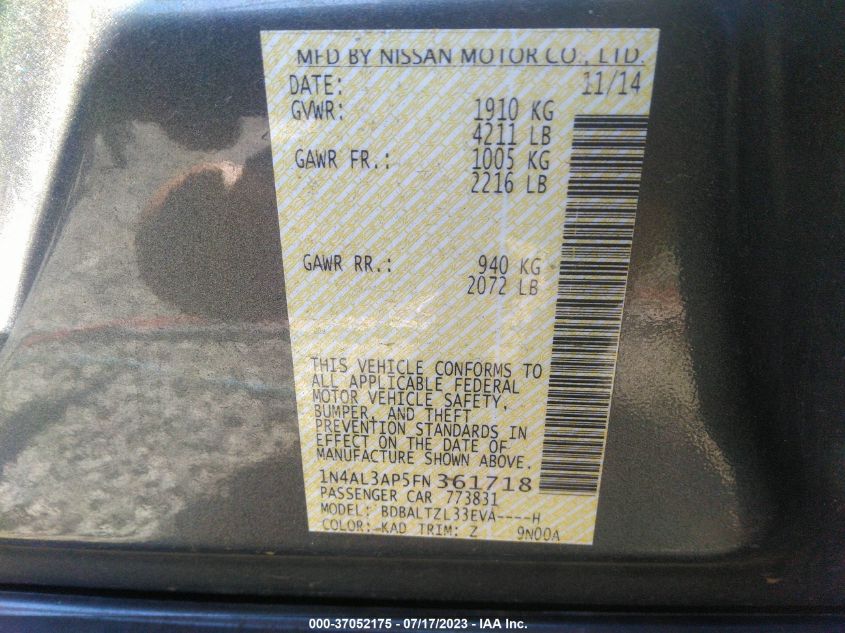 MFD BY NISSAN MOTOR CO., LTD.
DATE: 11/14
GVWR: 1910 KG
4211 LB
GAWR FR.: 1005 KG
2216 LB
GAWR RR.: 940 KG
2072 LB
THIS VEHICLE CONFORMS TO
ALL APPLICABLE FEDERAL
MOTOR VEHICLE SAFETY,
BUMPER, AND THEFT
PREVENTION STANDARDS IN
EFFECT ON THE DATE OF
MANUFACTURE SHOWN ABOVE.
1N4AL3AP5FN361718
PASSENGER CAR 773831
MODEL: BDBALTZL33EVA----H
COLOR: KAD TRIM: Z 9N00A
000-37052175 - 07/17/2023 - IAA Inc.